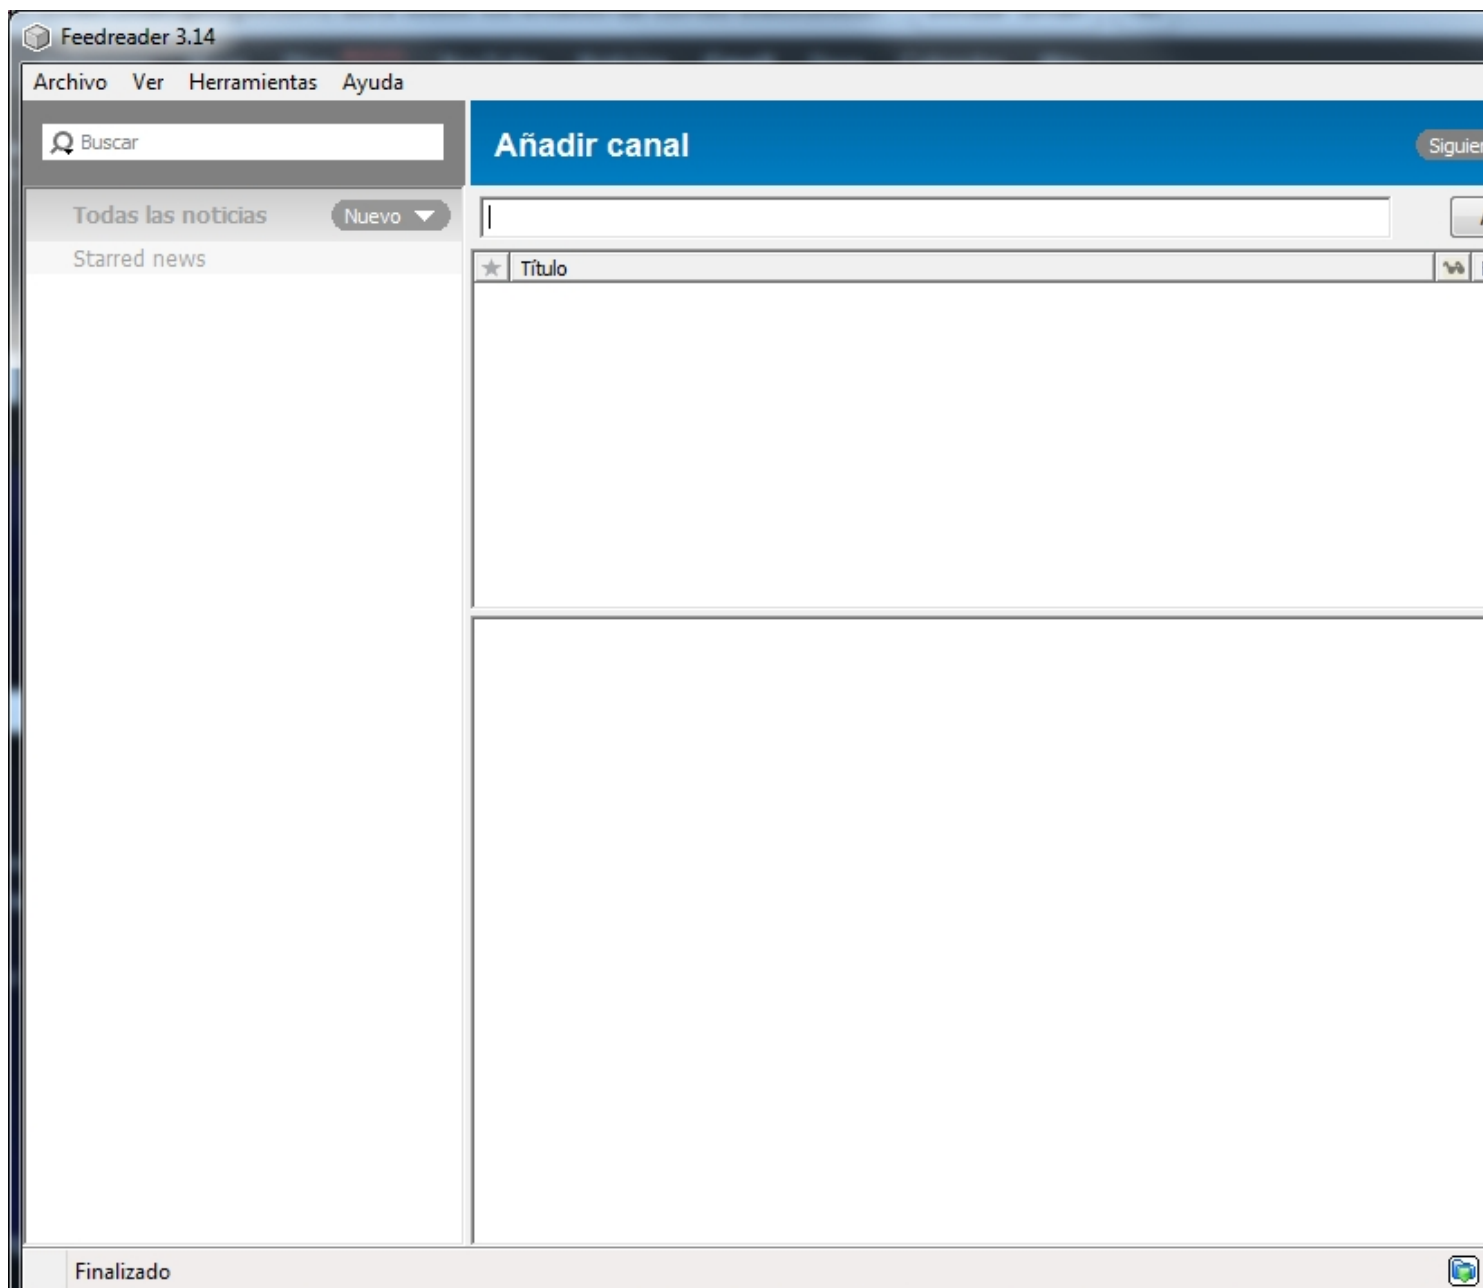 Feedreader 3.14
Archivo Ver Herramientas Ayuda
Buscar
Añadir canal
Todas las noticias
Nuevo
Starred news
Título
Finalizado